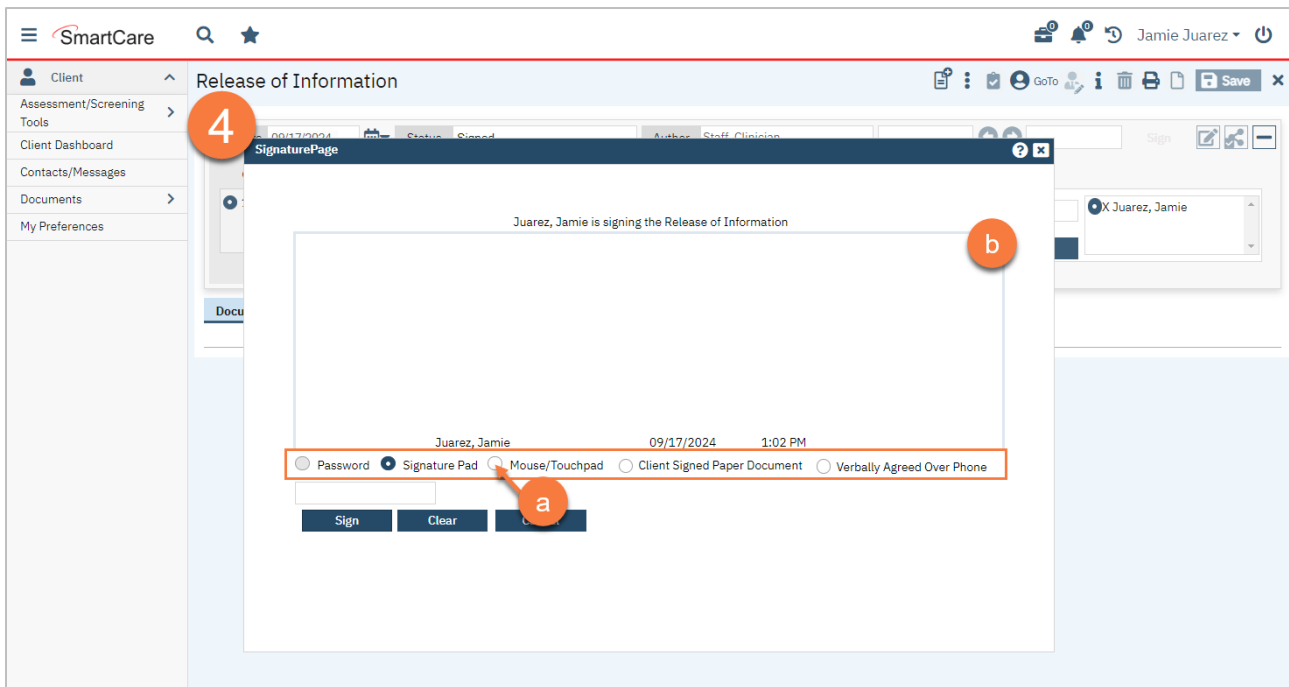 SmartCare
0
0
Jamie Juarez
Client
Release of Information
GoTo
Save
Assessment/Screening
Tools
Client Dashboard
Contacts/Messages
Documents
My Preferences
4
09/17/2024
Status
Signed
Author
Staff, Clinician
Sign
SignaturePage
X Juarez, Jamie
Juarez, Jamie is signing the Release of Information
b
Docu
Juarez, Jamie 09/17/2024 1:02 PM
Password Signature Pad Mouse/Touchpad Client Signed Paper Document Verbally Agreed Over Phone
a
Sign Clear